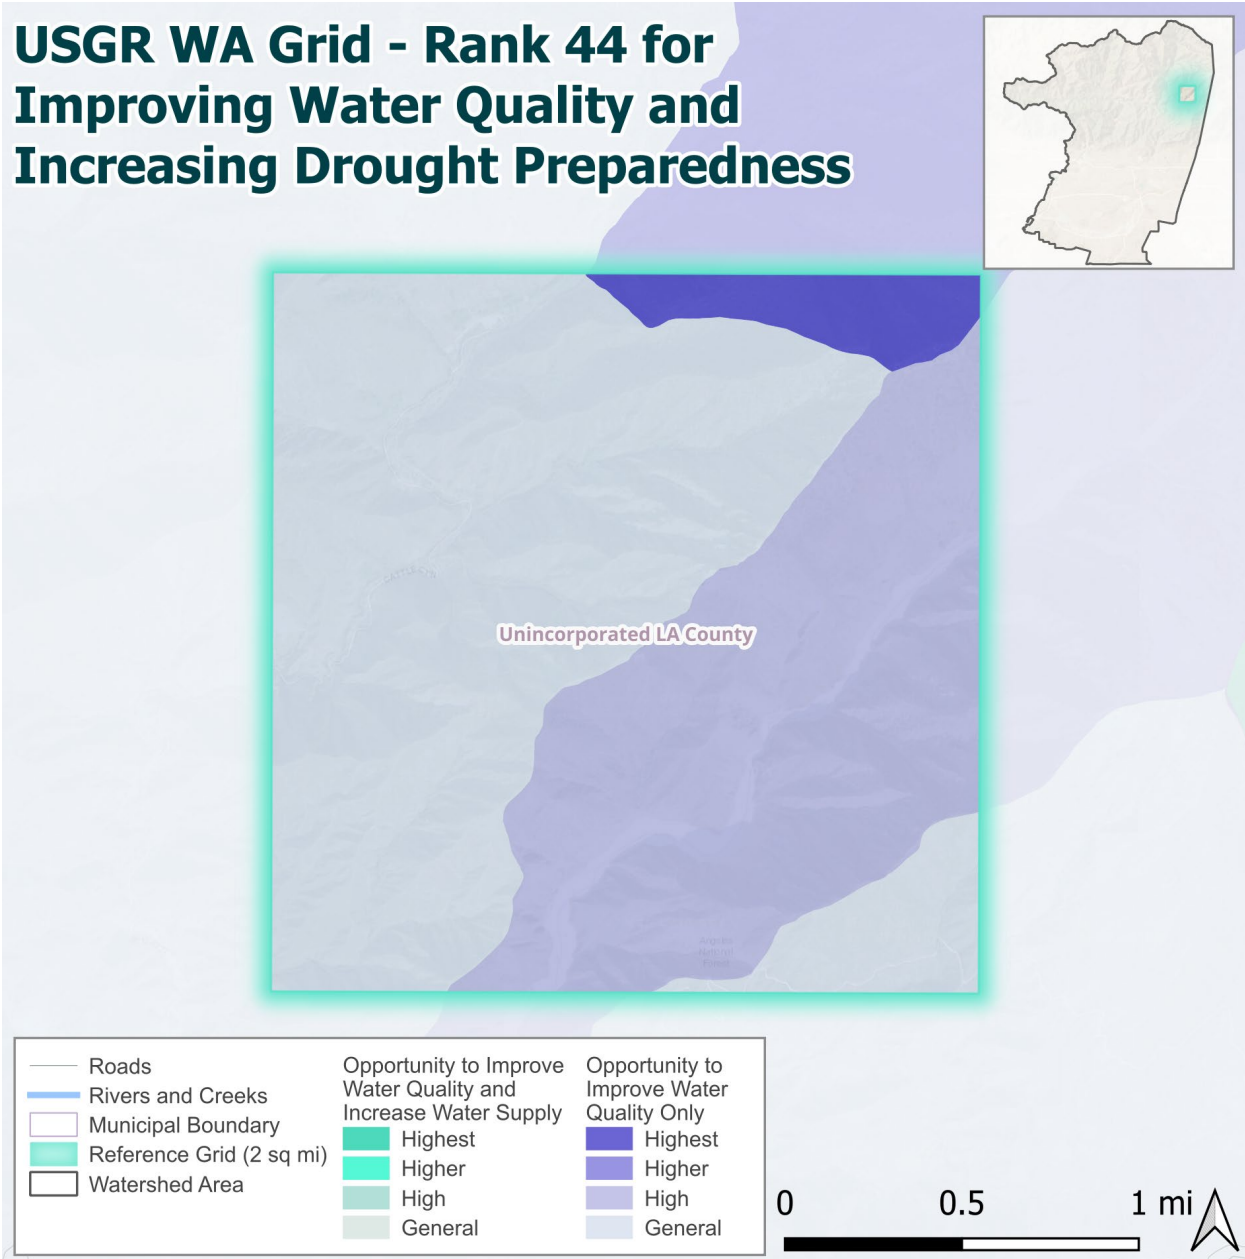 USGR WA Grid - Rank 44 for
Improving Water Quality and
Increasing Drought Preparedness
Unincorporated LA County
Angeles
National
Forest
Roads
Rivers and Creeks
Municipal Boundary
Reference Grid (2 sq mi)
Watershed Area
Opportunity to Improve
Water Quality and
Increase Water Supply
Highest
Higher
High
General
Opportunity to
Improve Water
Quality Only
Highest
Higher
High
General
0 0.5 1 mi